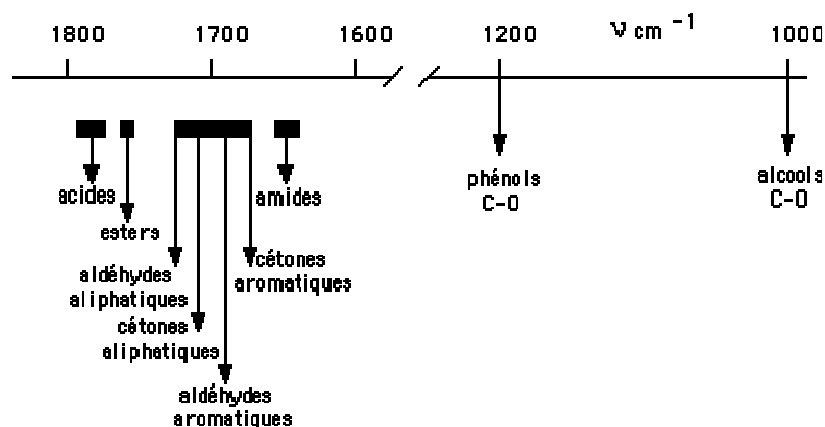 1800 1700 1600 1200 ν cm -1 1000
acides
amides
phénols
C-O
alcools
C-O
esters
aldéhydes
aliphatiques
cétones
aromatiques
cétones
aliphatiques
aldéhydes
aromatiques